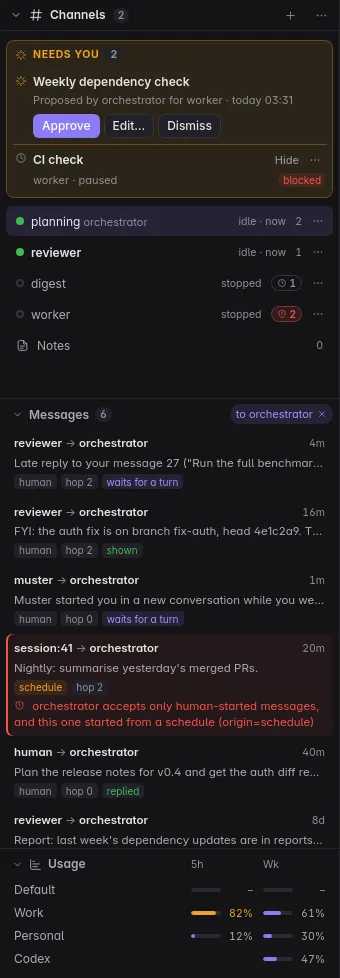 Channels 2
NEEDS YOU 2
Weekly dependency check
Proposed by orchestrator for worker · today 03:31
Approve Edit... Dismiss
CI check Hide ···
worker · paused blocked
planning orchestrator idle · now 2 ···
reviewer idle · now 1 ···
digest stopped 1 ···
worker stopped 2 ···
Notes 0
Messages 6 to orchestrator ×
reviewer → orchestrator 4m
Late reply to your message 27 ("Run the full benchmar...
human hop 2 waits for a turn
reviewer → orchestrator 16m
FYI: the auth fix is on branch fix-auth, head 4e1c2a9. T...
human hop 2 shown
muster → orchestrator 1m
Muster started you in a new conversation while you we...
human hop 0 waits for a turn
session:41 → orchestrator 20m
Nightly: summarise yesterday's merged PRs.
schedule hop 2
orchestrator accepts only human-started messages,
and this one started from a schedule (origin=schedule)
human → orchestrator 40m
Plan the release notes for v0.4 and get the auth diff re...
human hop 0 replied
reviewer → orchestrator 8d
Report: last week's dependency updates are in reports...
Usage 5h Wk
Default – –
Work 82% 61%
Personal 12% 30%
Codex 47%